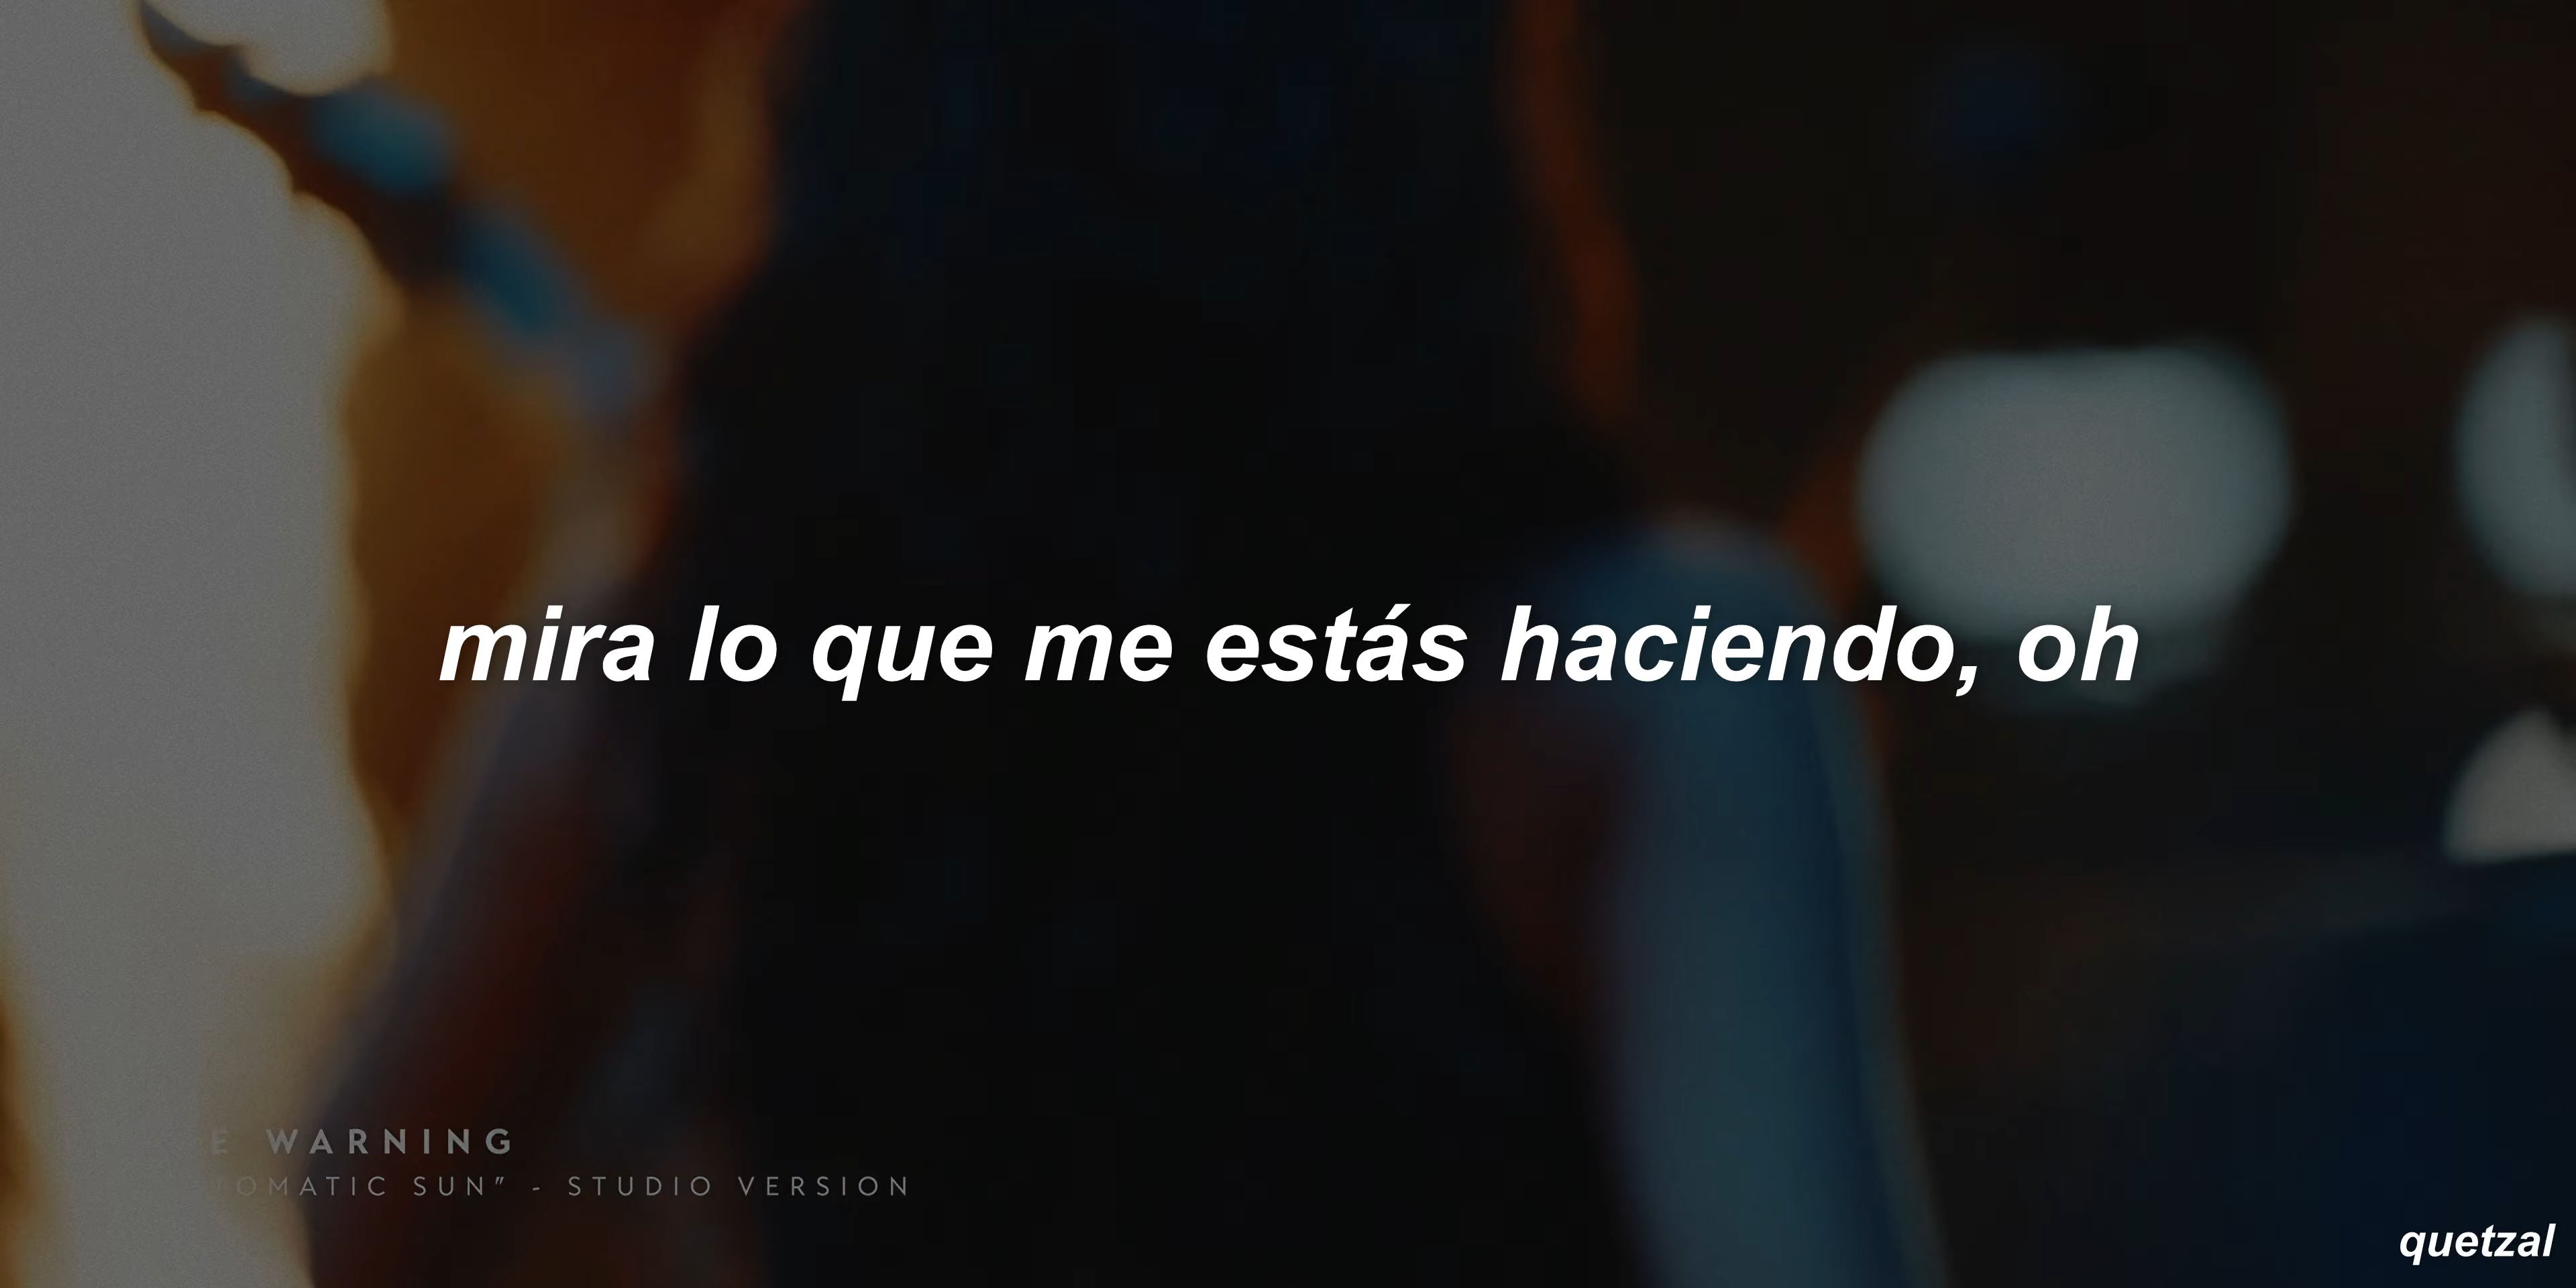 mira lo que me estás haciendo, oh
E WARNING
OMATIC SUN" - STUDIO VERSION
quetzal